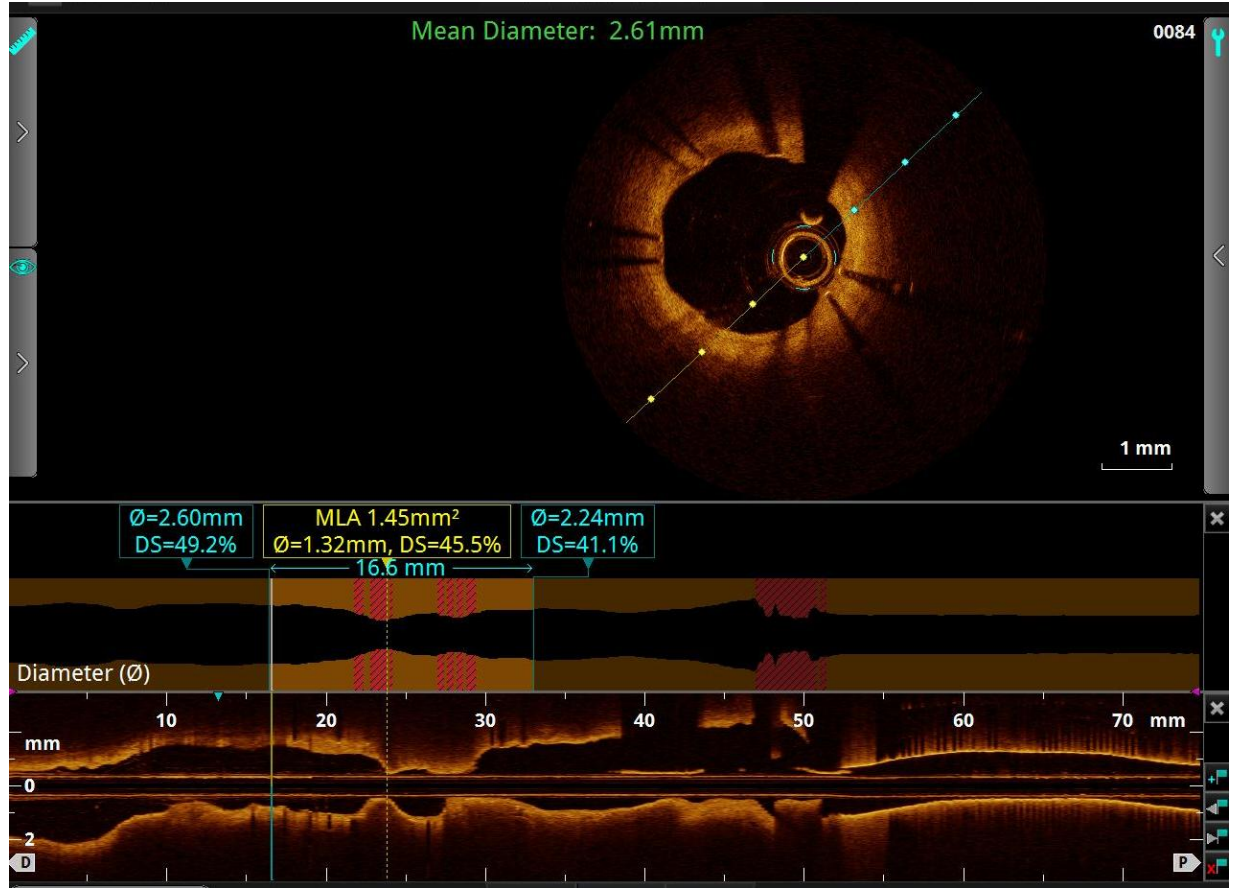 Mean Diameter: 2.61mm
0084
1 mm
Ø=2.60mm
DS=49.2%
MLA 1.45mm²
Ø=1.32mm, DS=45.5%
Ø=2.24mm
DS=41.1%
16.6 mm
Diameter (Ø)
10 20 30 40 50 60 70 mm
mm
0
2
D
P